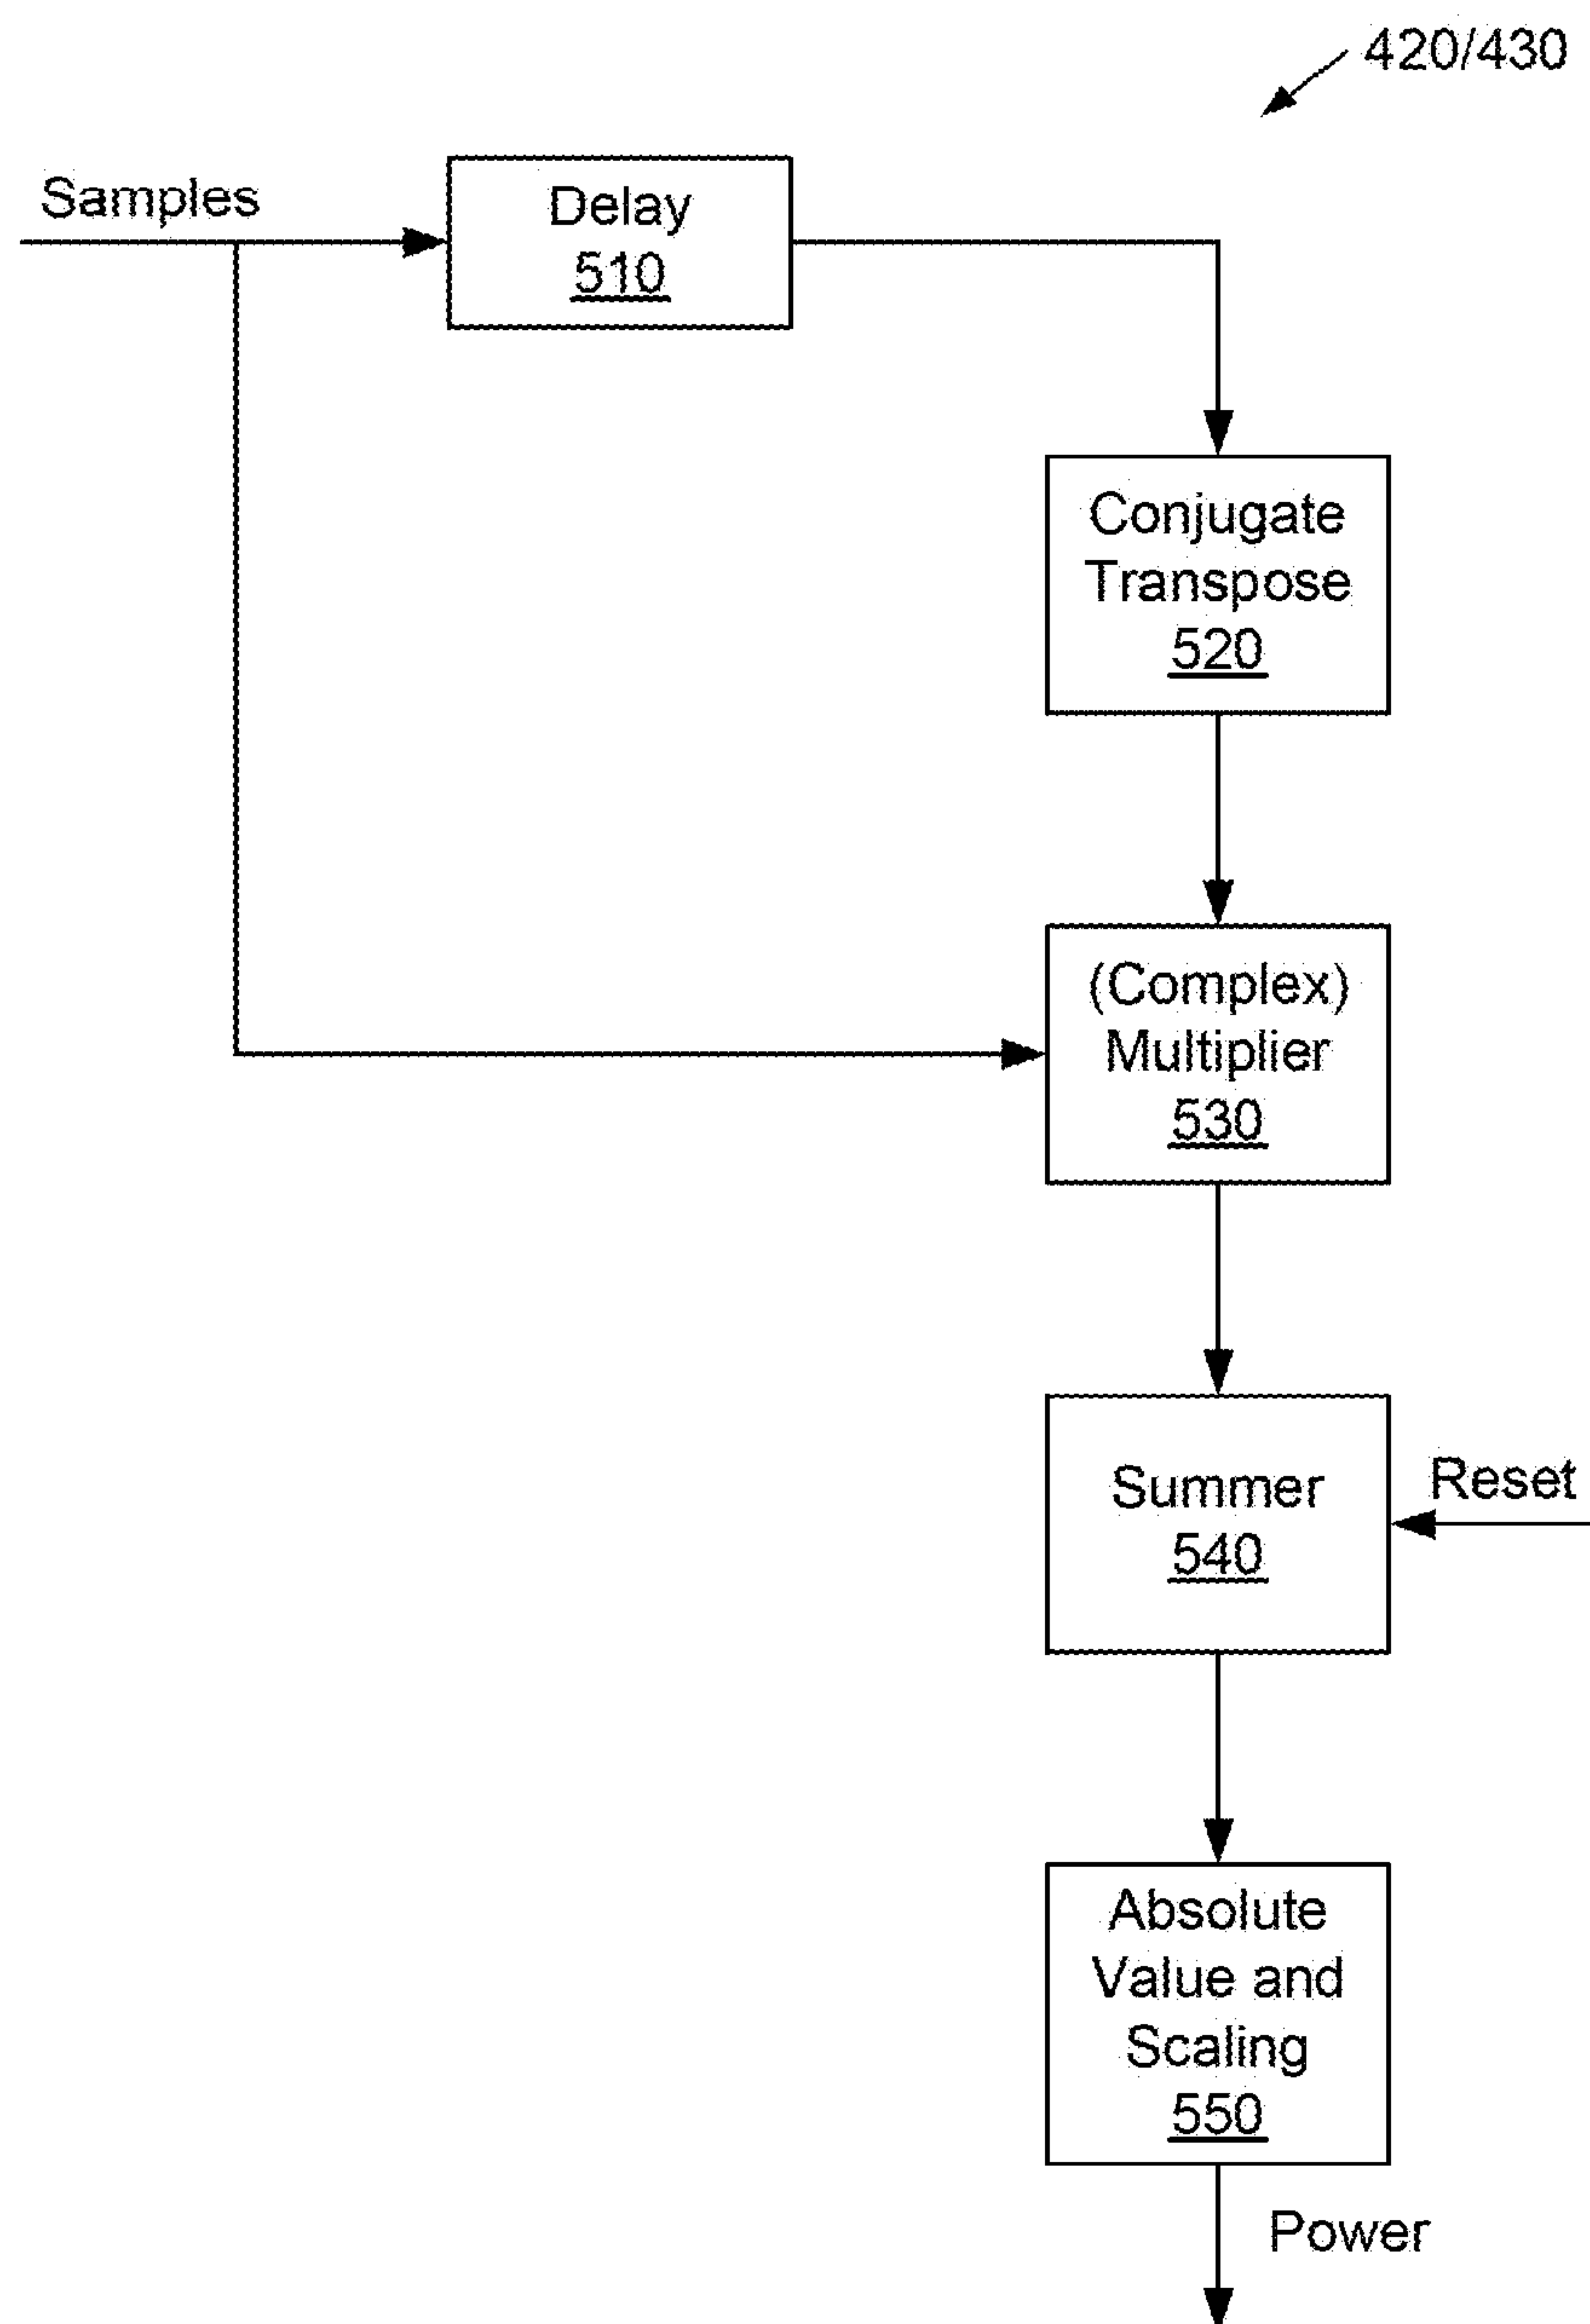 420/430
Samples
Delay
510
Conjugate
Transpose
520
(Complex)
Multiplier
530
Summer
540
Reset
Absolute
Value and
Scaling
550
Power